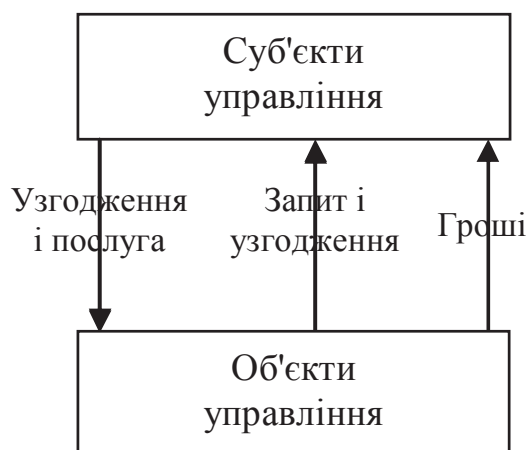 Суб'єкти
управління
Узгодження
і послуга
Запит і
узгодження
Гроші
Об'єкти
управління